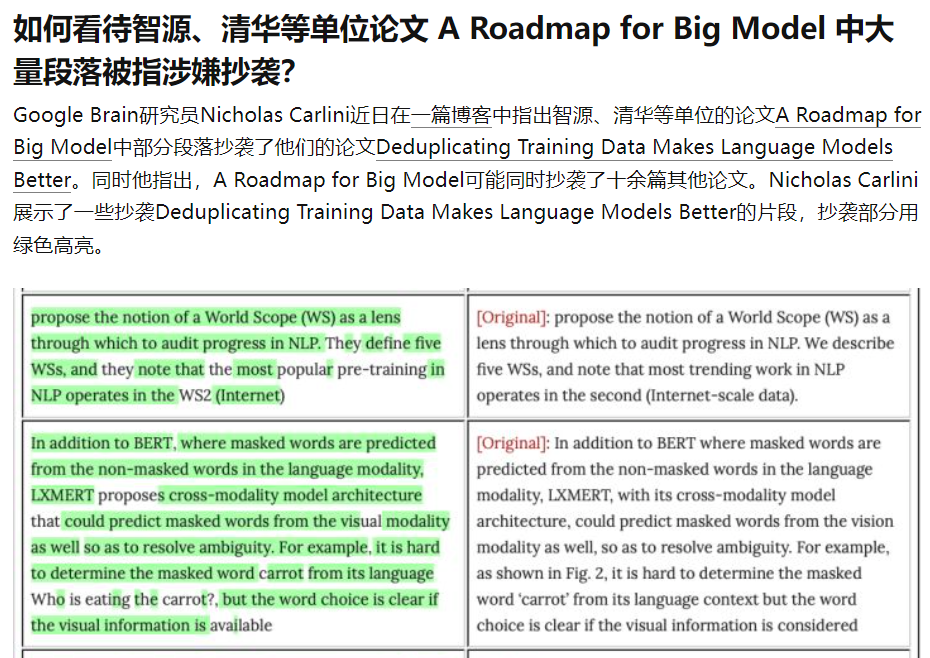 如何看待智源、清华等单位论文 A Roadmap for Big Model 中大
量段落被指涉嫌抄袭？
Google Brain研究员Nicholas Carlini近日在一篇博客中指出智源、清华等单位的论文A Roadmap for
Big Model中部分段落抄袭了他们的论文Deduplicating Training Data Makes Language Models
Better。同时他指出，A Roadmap for Big Model可能同时抄袭了十余篇其他论文。Nicholas Carlini
展示了一些抄袭Deduplicating Training Data Makes Language Models Better的片段，抄袭部分用
绿色高亮。
propose the notion of a World Scope (WS) as a lens
through which to audit progress in NLP. They define five
WSs, and they note that the most popular pre-training in
NLP operates in the WS2 (Internet)
[Original]: propose the notion of a World Scope (WS) as a
lens through which to audit progress in NLP. We describe
five WSs, and note that most trending work in NLP
operates in the second (Internet-scale data).
In addition to BERT, where masked words are predicted
from the non-masked words in the language modality,
LXMERT proposes cross-modality model architecture
that could predict masked words from the visual modality
as well so as to resolve ambiguity. For example, it is hard
to determine the masked word carrot from its language
Who is eating the carrot?, but the word choice is clear if
the visual information is available
[Original]: In addition to BERT where masked words are
predicted from the non-masked words in the language
modality, LXMERT, with its cross-modality model
architecture, could predict masked words from the vision
modality as well, so as to resolve ambiguity. For example,
as shown in Fig. 2, it is hard to determine the masked
word ‘carrot’ from its language context but the word
choice is clear if the visual information is considered